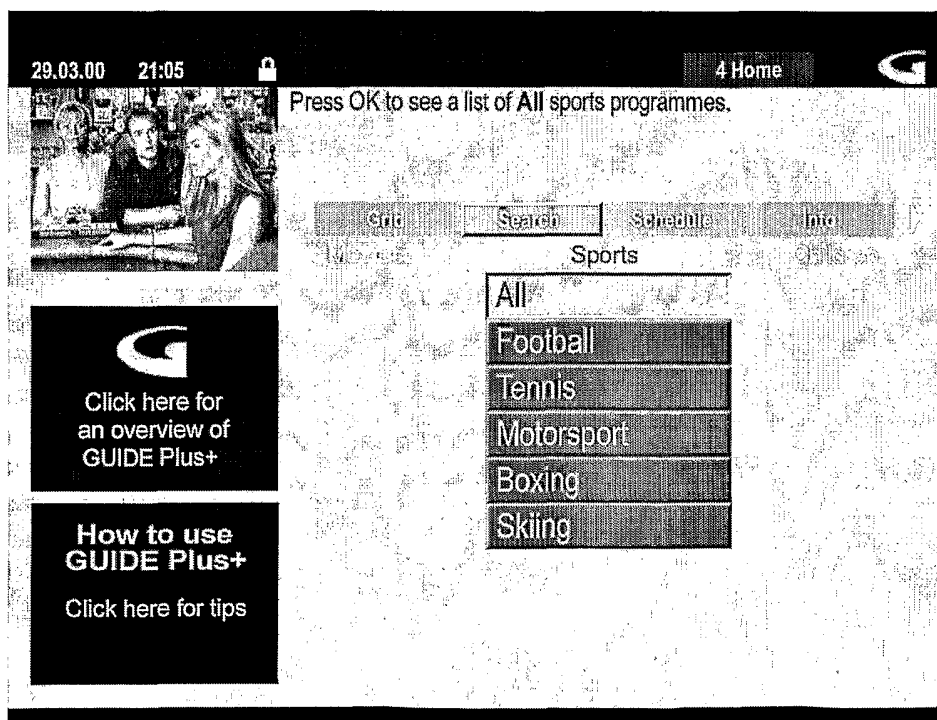 29.03.00 21:05 4 Home
Press OK to see a list of All sports programmes.
Grid Search Schedule Info
Sports
All
Football
Tennis
Motorsport
Boxing
Skiing
G
Click here for
an overview of
GUIDE Plus+
How to use
GUIDE Plus+
Click here for tips